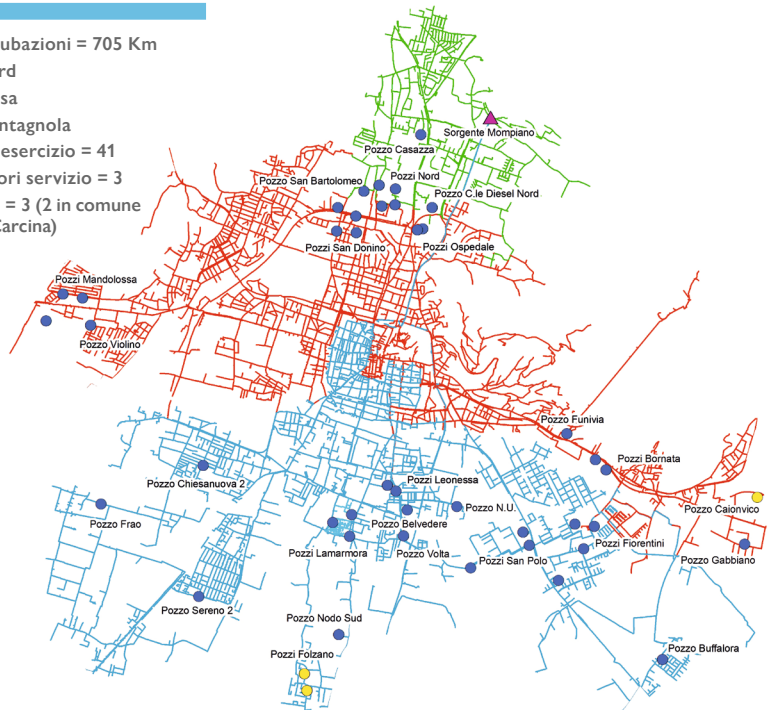 ubazioni = 705 Km
rd
sa
ntagnola
esercizio = 41
ori servizio = 3
= 3 (2 in comune
Carcina)
Sorgente Mompiano
Pozzo Casazza
Pozzi Nord
Pozzo San Bartolomeo
Pozzo C.le Diesel Nord
Pozzi San Donino
Pozzi Ospedale
Pozzi Mandolossa
Pozzo Violino
Pozzo Funivia
Pozzi Bornata
Pozzo Chiesanuova 2
Pozzi Leonessa
Pozzo N.U.
Pozzo Caionvico
Pozzo Frao
Pozzo Belvedere
Pozzi Fiorentini
Pozzi Lamarmora
Pozzo Volta
Pozzi San Polo
Pozzo Gabbiano
Pozzo Sereno 2
Pozzo Nodo Sud
Pozzo Buffalora
Pozzi Folzano